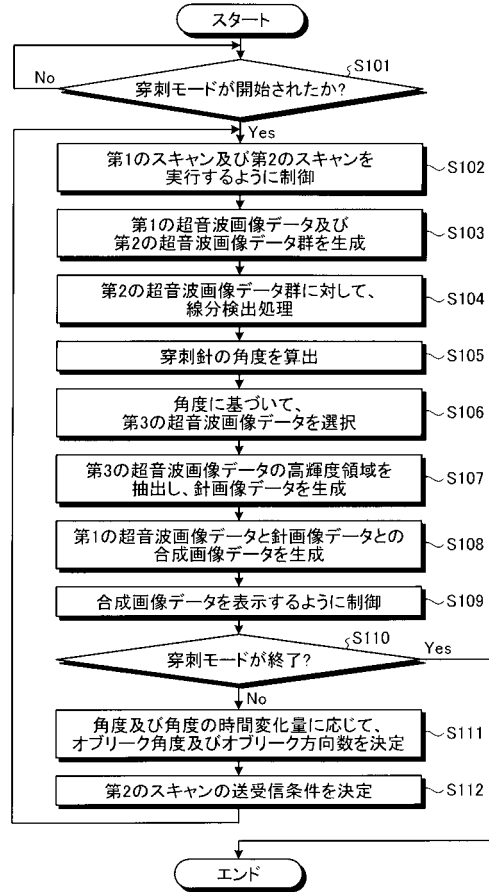 スタート
S101
No
穿刺モードが開始されたか?
Yes
第1のスキャン及び第2のスキャンを
実行するように制御
S102
第1の超音波画像データ及び
第2の超音波画像データ群を生成
S103
第2の超音波画像データ群に対して、
線分検出処理
S104
穿刺針の角度を算出
S105
角度に基づいて、
第3の超音波画像データを選択
S106
第3の超音波画像データの高輝度領域を
抽出し、針画像データを生成
S107
第1の超音波画像データと針画像データとの
合成画像データを生成
S108
合成画像データを表示するように制御
S109
S110
Yes
穿刺モードが終了?
No
角度及び角度の時間変化量に応じて、
オブリーク角度及びオブリーク方向数を決定
S111
第2のスキャンの送受信条件を決定
S112
エンド